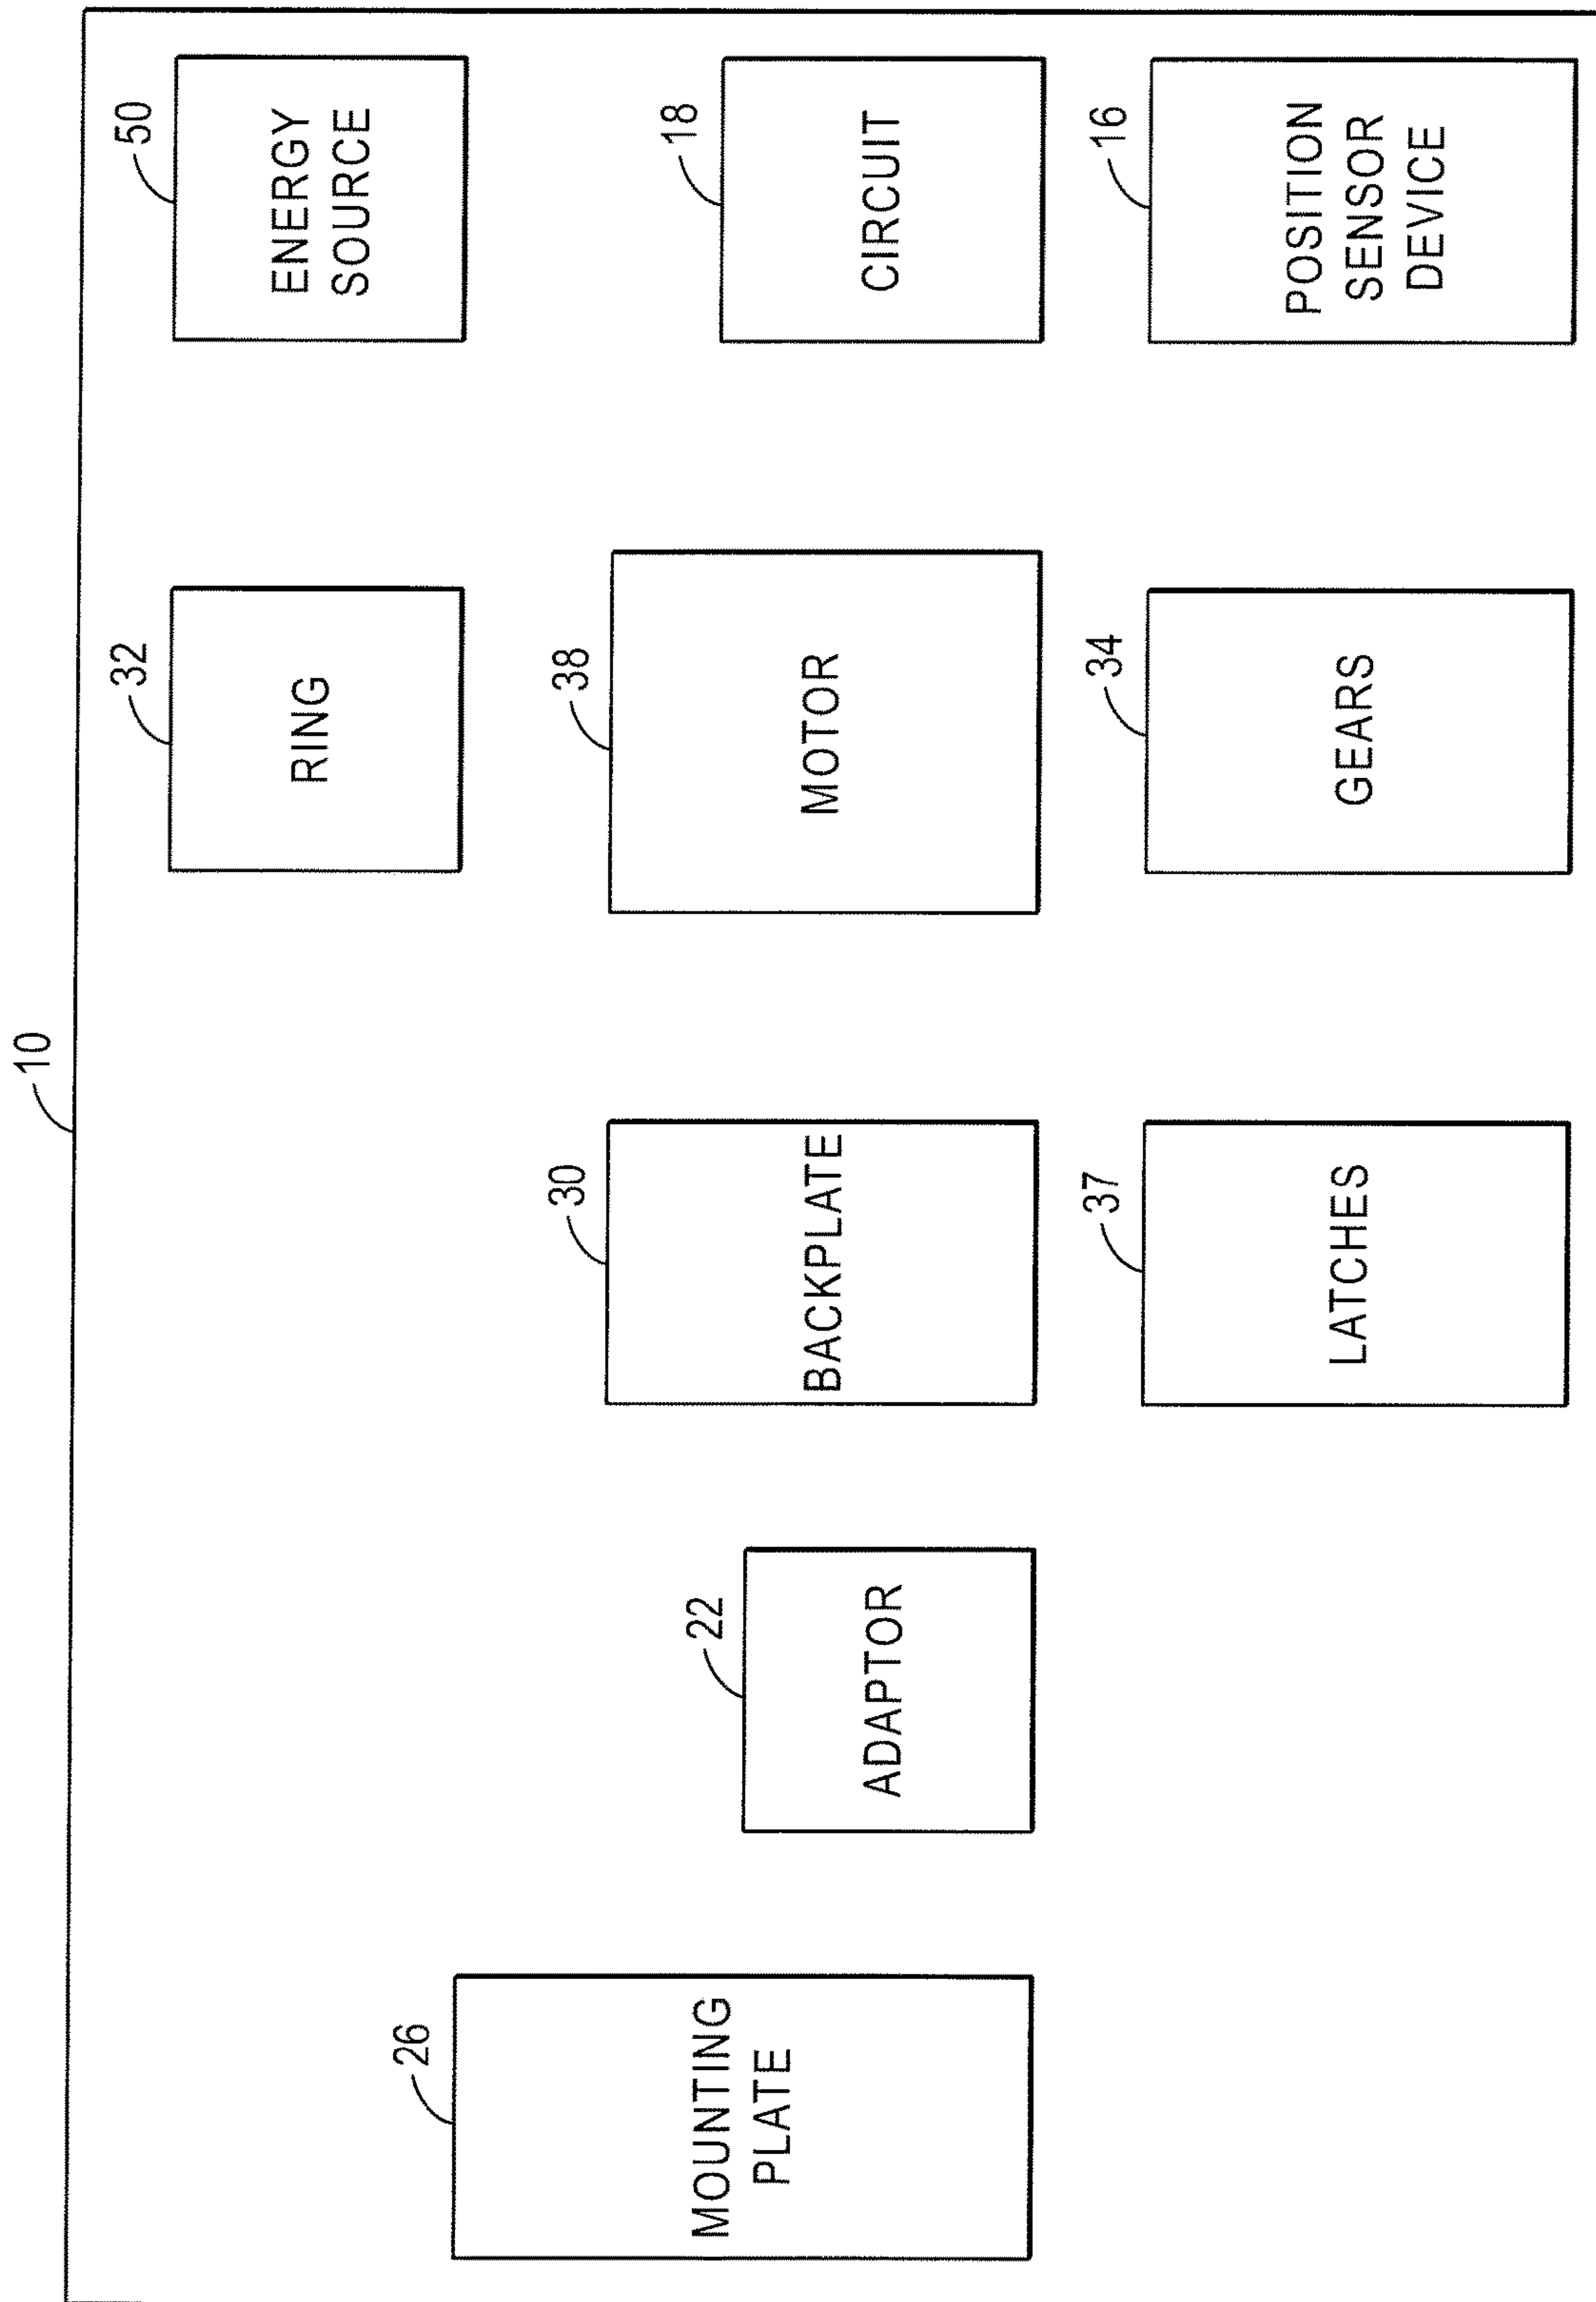 10
26
MOUNTING
PLATE
22
ADAPTOR
30
BACKPLATE
37
LATCHES
32
RING
38
MOTOR
34
GEARS
50
ENERGY
SOURCE
18
CIRCUIT
16
POSITION
SENSOR
DEVICE